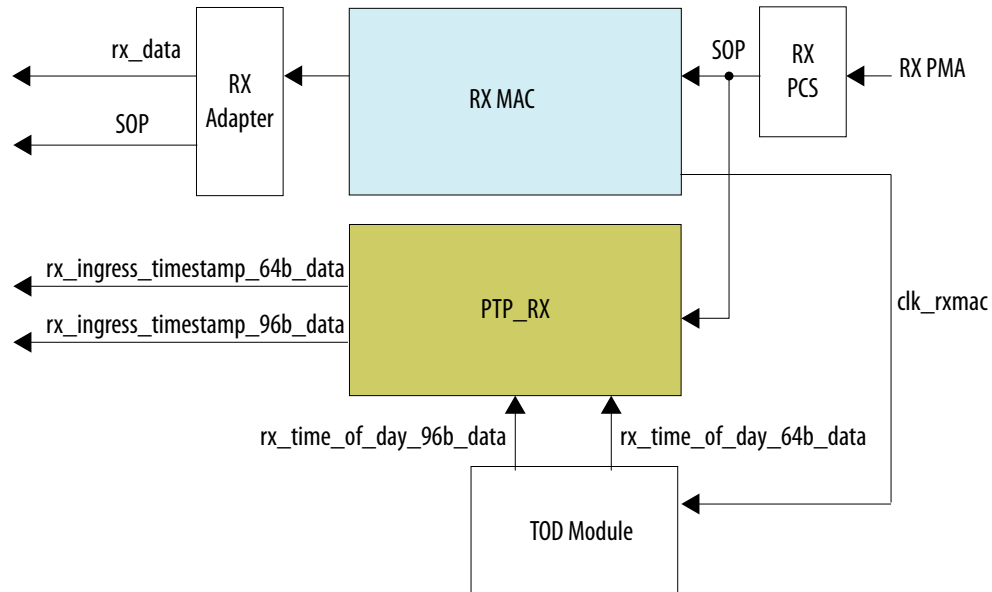 rx_data
SOP
RX
Adapter
RX MAC
SOP
RX
PCS
RX PMA
rx_ingress_timestamp_64b_data
rx_ingress_timestamp_96b_data
PTP_RX
clk_rxmac
rx_time_of_day_96b_data
rx_time_of_day_64b_data
TOD Module